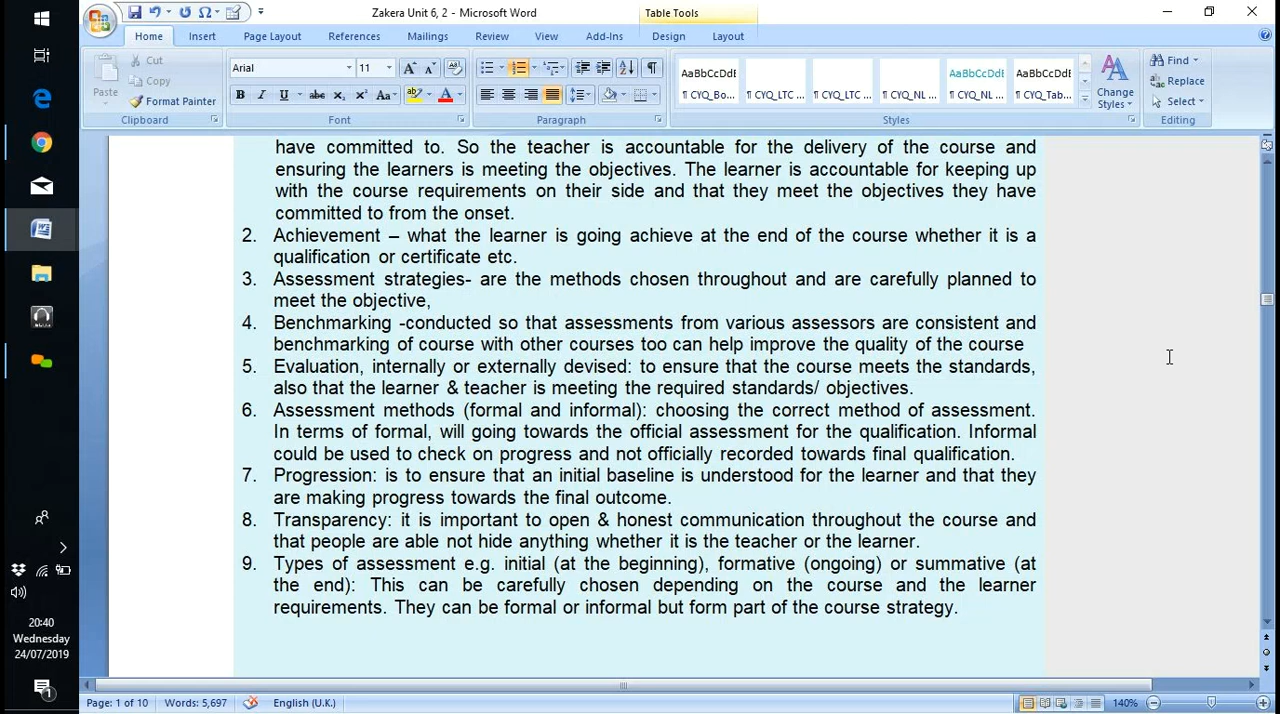 Zakera Unit 6, 2 - Microsoft Word
Table Tools
Home Insert Page Layout References Mailings Review View Add-Ins Design Layout
Paste
Cut
Copy
Format Painter
Clipboard
Arial 11
Font
Paragraph
AaBbCcDdE AaBbCcDdE AaBbCcDdE
¶ CYQ_Bo... ¶ CYQ_LTC ... ¶ CYQ_LTC ... ¶ CYQ_NL ... ¶ CYQ_NL ... ¶ CYQ_Tab...
Styles
Change
Styles
Find
Replace
Select
Editing
have committed to. So the teacher is accountable for the delivery of the course and
ensuring the learners is meeting the objectives. The learner is accountable for keeping up
with the course requirements on their side and that they meet the objectives they have
committed to from the onset.
2. Achievement – what the learner is going achieve at the end of the course whether it is a
qualification or certificate etc.
3. Assessment strategies- are the methods chosen throughout and are carefully planned to
meet the objective,
4. Benchmarking -conducted so that assessments from various assessors are consistent and
benchmarking of course with other courses too can help improve the quality of the course
5. Evaluation, internally or externally devised: to ensure that the course meets the standards,
also that the learner & teacher is meeting the required standards/ objectives.
6. Assessment methods (formal and informal): choosing the correct method of assessment.
In terms of formal, will going towards the official assessment for the qualification. Informal
could be used to check on progress and not officially recorded towards final qualification.
7. Progression: is to ensure that an initial baseline is understood for the learner and that they
are making progress towards the final outcome.
8. Transparency: it is important to open & honest communication throughout the course and
that people are able not hide anything whether it is the teacher or the learner.
9. Types of assessment e.g. initial (at the beginning), formative (ongoing) or summative (at
the end): This can be carefully chosen depending on the course and the learner
requirements. They can be formal or informal but form part of the course strategy.
20:40
Wednesday
24/07/2019
1
Page: 1 of 10 Words: 5,697 English (U.K.) 140%